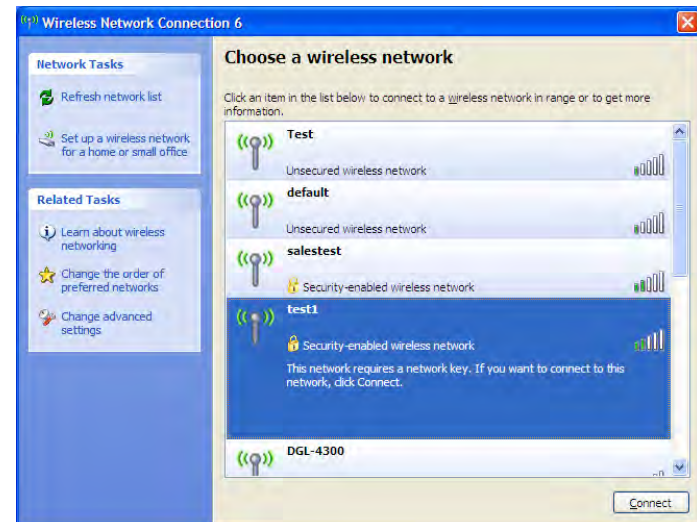 Wireless Network Connection 6
Network Tasks
Refresh network list
Set up a wireless network
for a home or small office
Related Tasks
Learn about wireless
networking
Change the order of
preferred networks
Change advanced
settings
Choose a wireless network
Click an item in the list below to connect to a wireless network in range or to get more
information.
Test
Unsecured wireless network
default
Unsecured wireless network
salestest
Security-enabled wireless network
test1
Security-enabled wireless network
This network requires a network key. If you want to connect to this
network, click Connect.
DGL-4300
Connect